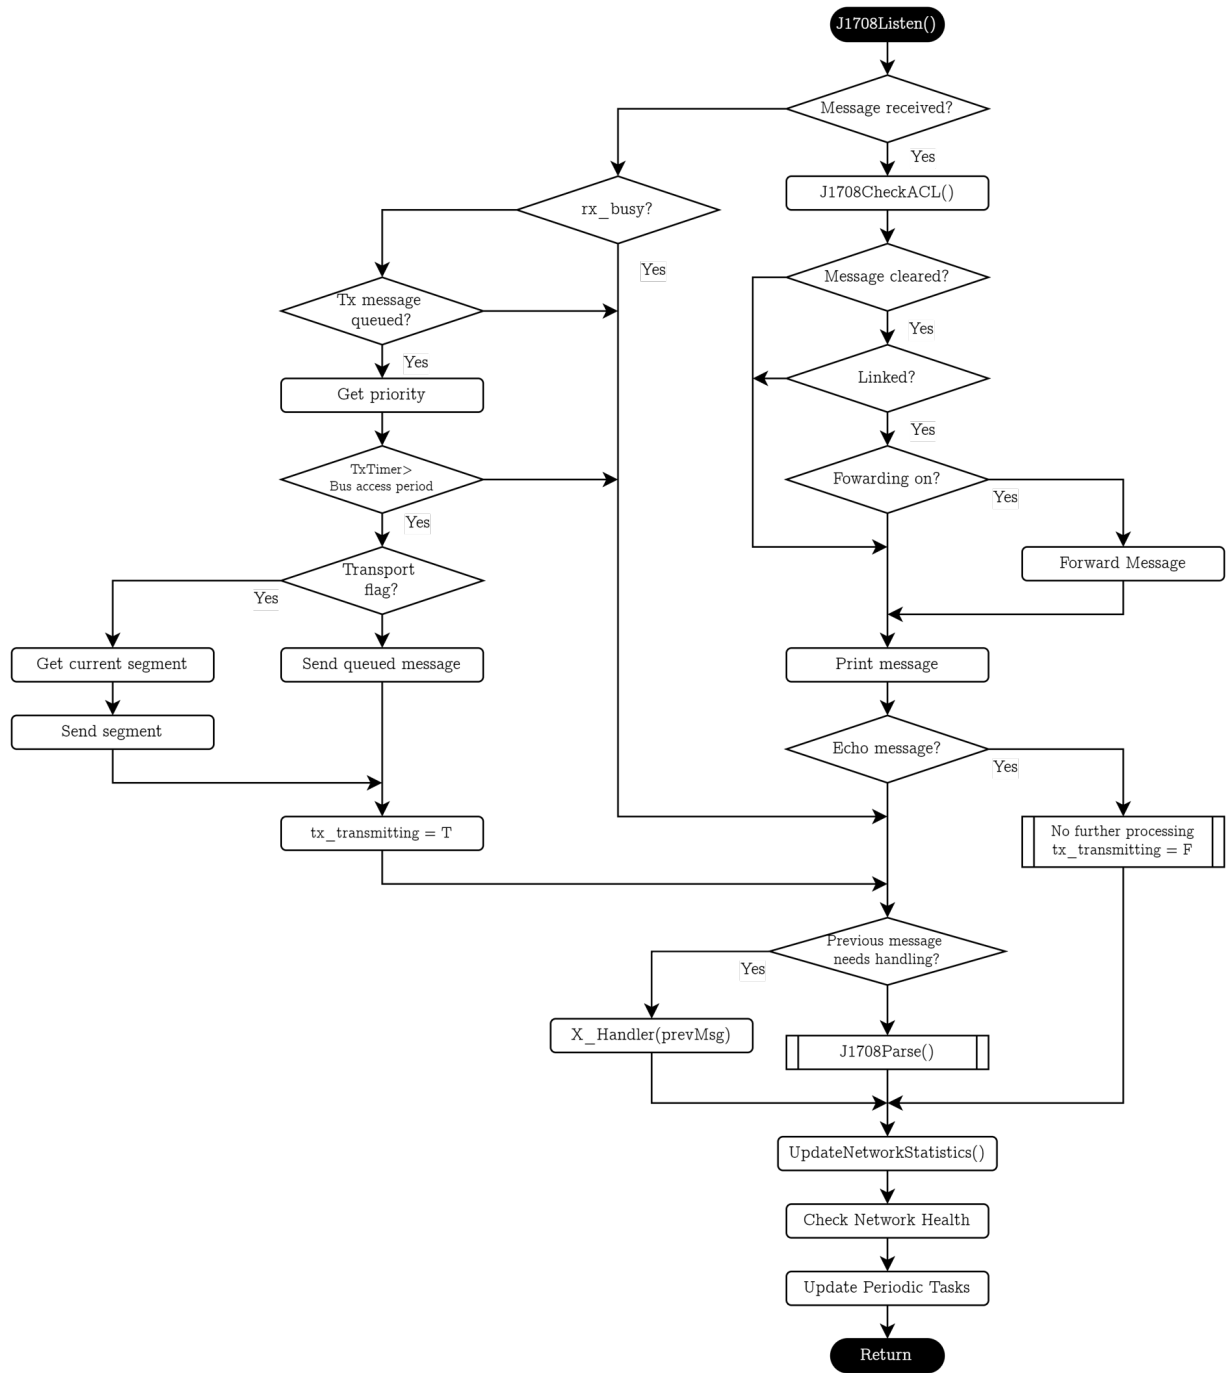 J1708Listen()
Message received?
Yes
J1708CheckACL()
rx_busy?
Yes
Message cleared?
Yes
Tx message
queued?
Yes
Linked?
Yes
Get priority
TxTimer>
Bus access period
Yes
Fowarding on?
Yes
Forward Message
Transport
flag?
Yes
Get current segment
Send queued message
Print message
Send segment
Echo message?
Yes
tx_transmitting = T
No further processing
tx_transmitting = F
Previous message
needs handling?
Yes
X_Handler(prevMsg)
J1708Parse()
UpdateNetworkStatistics()
Check Network Health
Update Periodic Tasks
Return